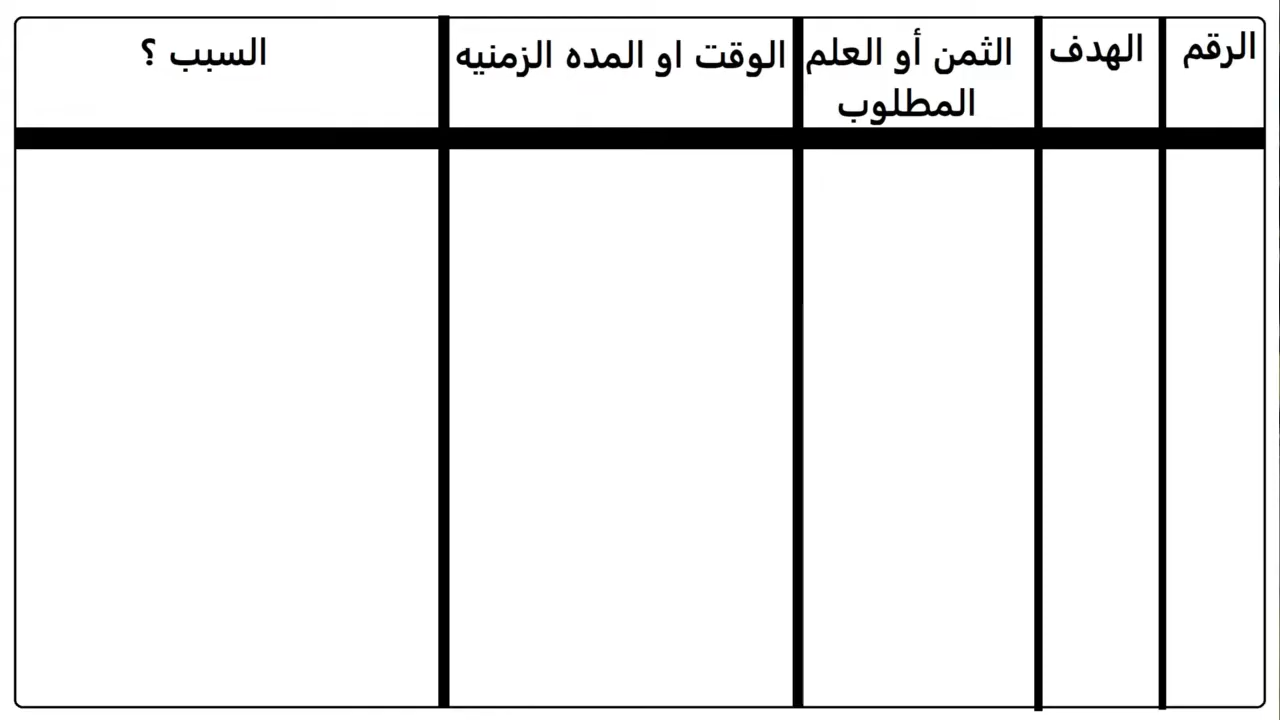 الرقم
الهدف
الثمن أو العلم
المطلوب
الوقت او المده الزمنيه
السبب ؟